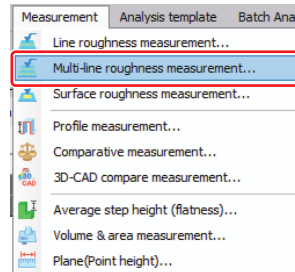 Measurement Analysis template Batch Ana
Line roughness measurement...
Multi-line roughness measurement...
Surface roughness measurement...
Profile measurement...
Comparative measurement...
3D-CAD compare measurement...
Average step height (flatness)...
Volume & area measurement...
Plane(Point height)...